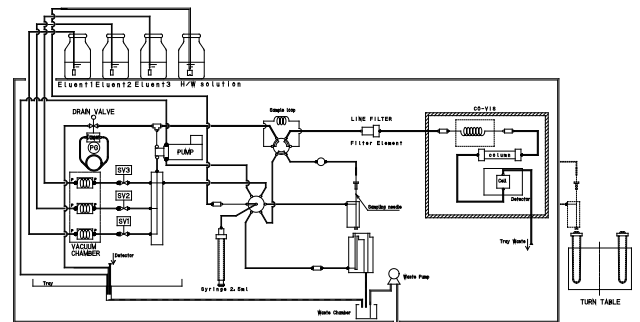 Eluent1 Eluent2 Eluent3 H/W solution
DRAIN VALVE
Sample loop
LINE FILTER
Filter Element
CO-VIS
PG
PUMP
column
Cell
Detector
SV3
SV2
SV1
VACUUM
CHAMBER
Sampling needle
Detector
Tray Waste
Syringe 2.5ml
Waste Pump
Tray
Waste Chamber
TURN TABLE